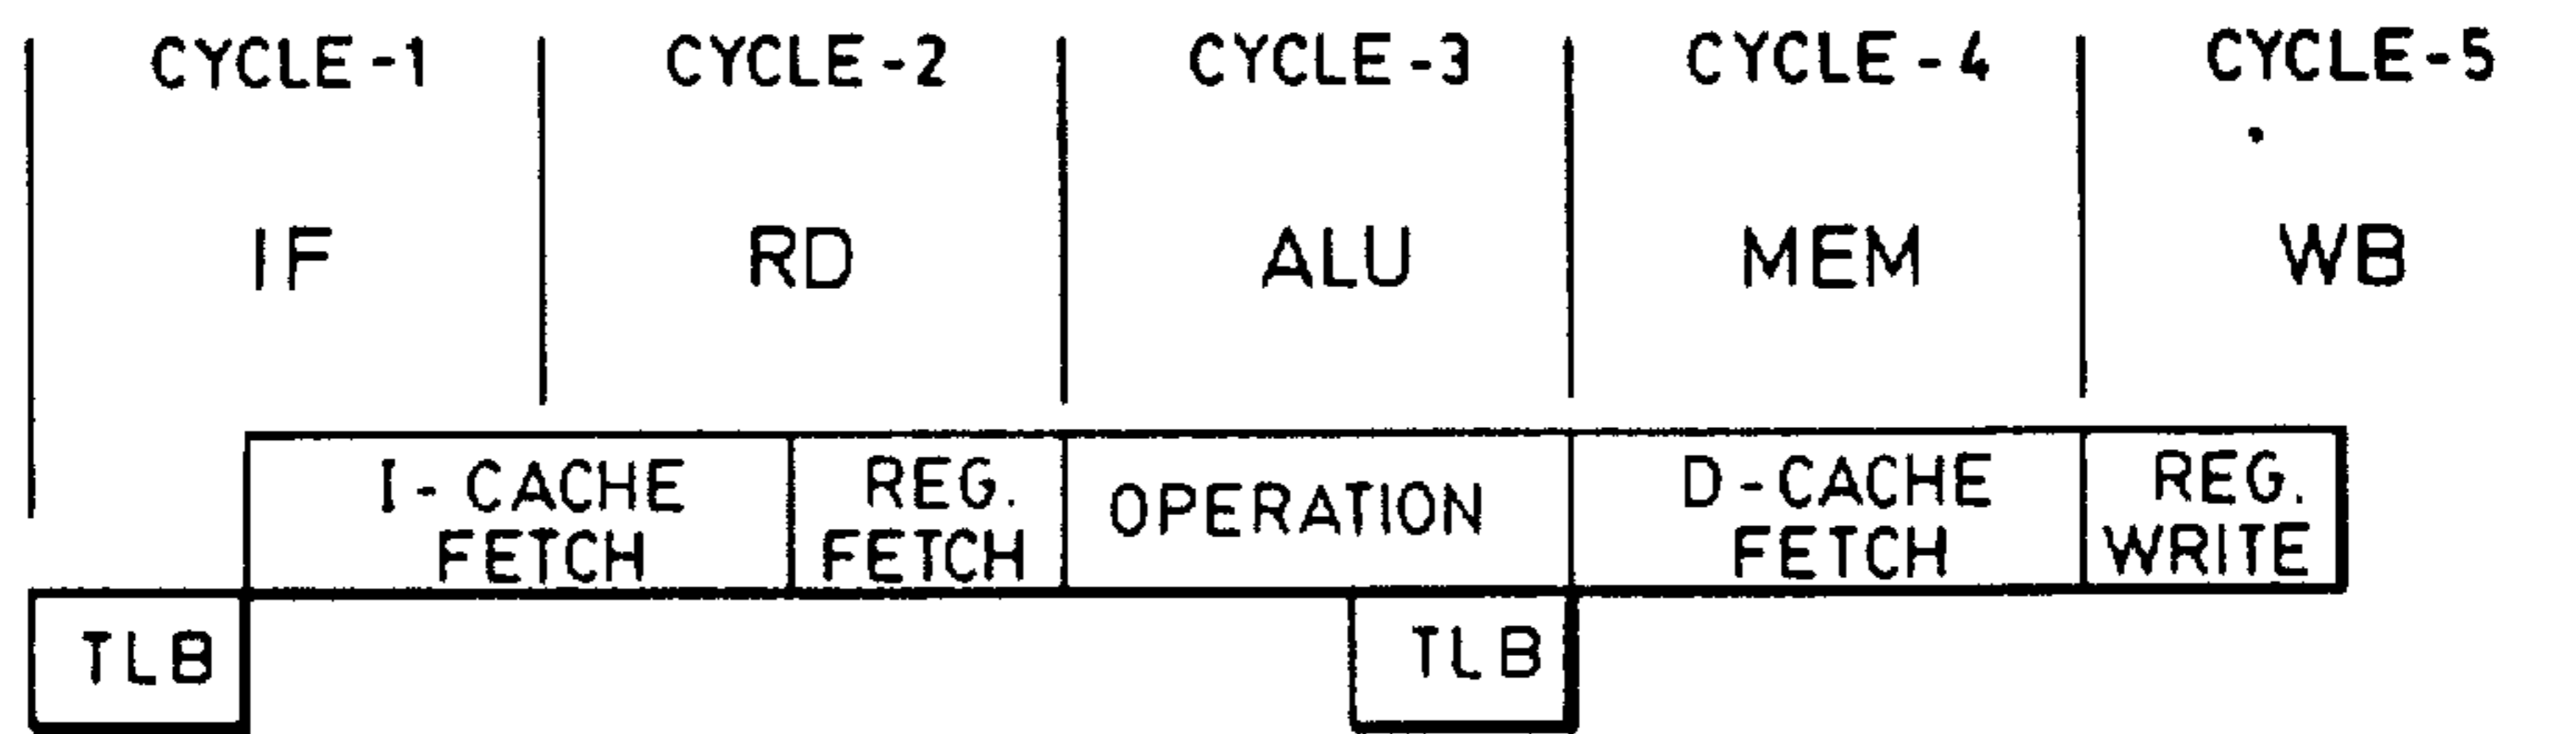 CYCLE-1 CYCLE-2 CYCLE-3 CYCLE-4 CYCLE-5
IF RD ALU MEM WB
I-CACHE FETCH
REG. FETCH
OPERATION
D-CACHE FETCH
REG. WRITE
TLB TLB